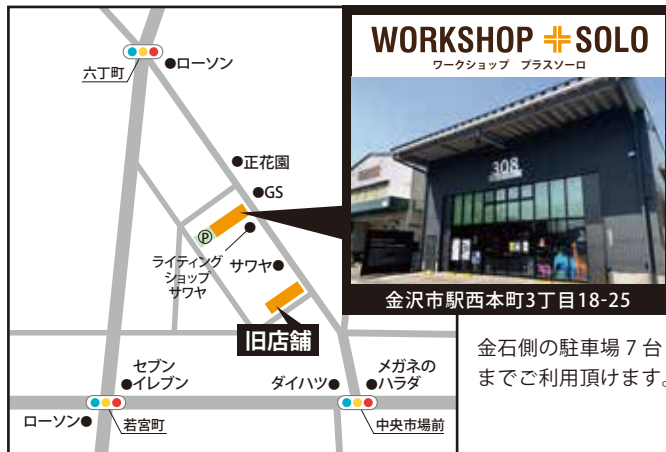 WORKSHOP SOLO
ワークショップ プラスソーロ
308
金沢市駅西本町3丁目18-25
六丁町
ローソン
正花園
GS
P
ライティング
ショップ
サワヤ
サワヤ
旧店舗
金石側の駐車場 7 台
までご利用頂けます。
セブン
イレブン
ダイハツ
メガネの
ハラダ
ローソン
若宮町
中央市場前